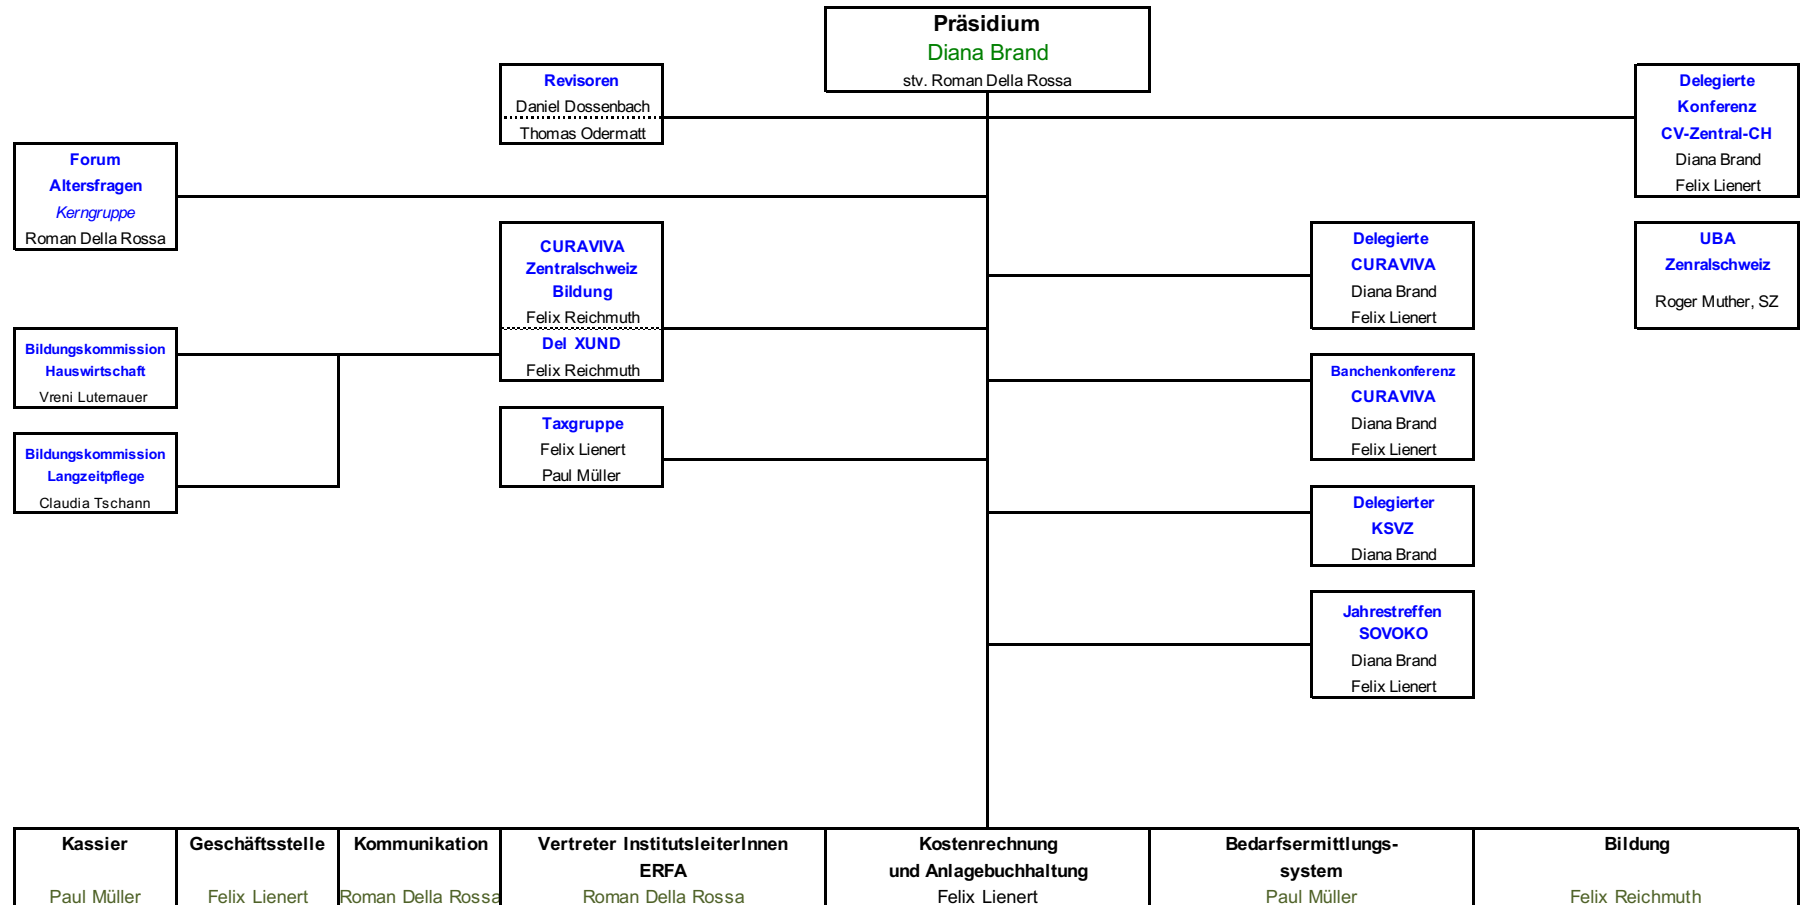 Präsidium
Diana Brand
stv. Roman Della Rossa
Revisoren
Daniel Dossenbach
Thomas Odermatt
Delegierte
Konferenz
CV-Zentral-CH
Diana Brand
Felix Lienert
Forum
Altersfragen
Kerngruppe
Roman Della Rossa
CURAVIVA
Zentralschweiz
Bildung
Felix Reichmuth
Del XUND
Felix Reichmuth
Delegierte
CURAVIVA
Diana Brand
Felix Lienert
UBA
Zenralschweiz
Roger Muther, SZ
Bildungskommission
Hauswirtschaft
Vreni Luternauer
Banchenkonferenz
CURAVIVA
Diana Brand
Felix Lienert
Taxgruppe
Felix Lienert
Paul Müller
Bildungskommission
Langzeitpflege
Claudia Tschann
Delegierter
KSVZ
Diana Brand
Jahrestreffen
SOVOKO
Diana Brand
Felix Lienert
Kassier
Paul Müller
Geschäftsstelle
Felix Lienert
Kommunikation
Roman Della Rossa
Vertreter InstitutsleiterInnen
ERFA
Roman Della Rossa
Kostenrechnung
und Anlagebuchhaltung
Felix Lienert
Bedarfsermittlungs-
system
Paul Müller
Bildung
Felix Reichmuth